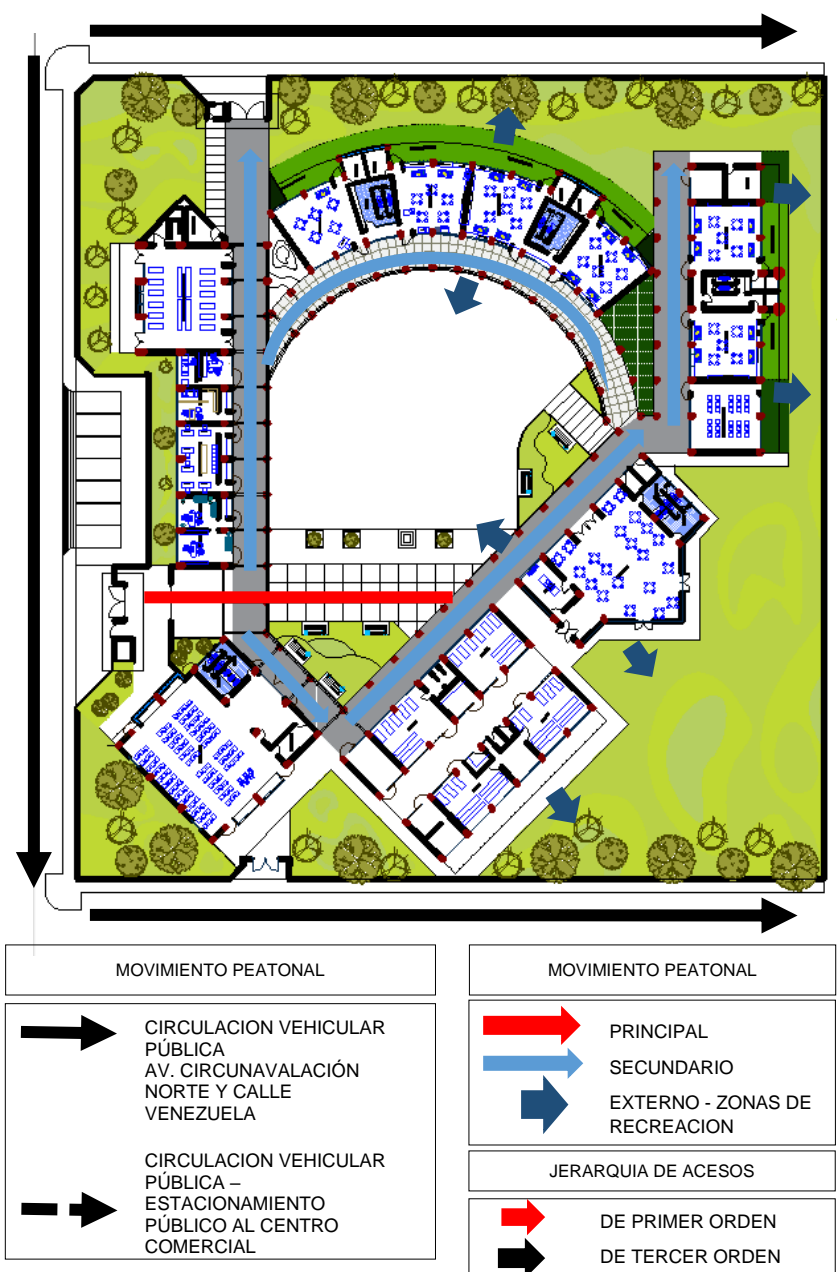 MOVIMIENTO PEATONAL
CIRCULACION VEHICULAR
PÚBLICA
AV. CIRCUNAVALACIÓN
NORTE Y CALLE
VENEZUELA
CIRCULACION VEHICULAR
PÚBLICA –
ESTACIONAMIENTO
PÚBLICO AL CENTRO
COMERCIAL
MOVIMIENTO PEATONAL
PRINCIPAL
SECUNDARIO
EXTERNO - ZONAS DE
RECREACION
JERARQUIA DE ACESOS
DE PRIMER ORDEN
DE TERCER ORDEN